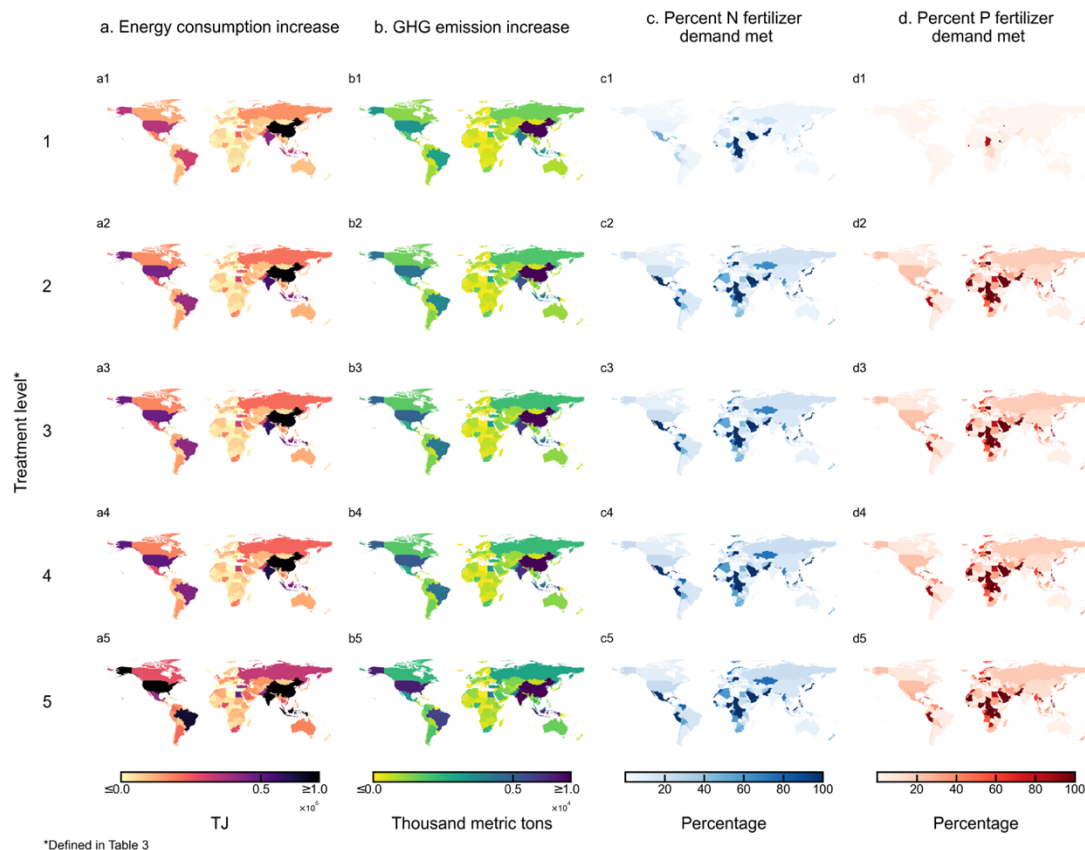 a. Energy consumption increase
b. GHG emission increase
c. Percent N fertilizer
demand met
d. Percent P fertilizer
demand met
Treatment level*
1
a1
b1
c1
d1
2
a2
b2
c2
d2
3
a3
b3
c3
d3
4
a4
b4
c4
d4
5
a5
b5
c5
d5
≤0.0 0.5 ≥1.0
×10⁵
TJ
≤0.0 0.5 ≥1.0
×10⁴
Thousand metric tons
20 40 60 80 100
Percentage
20 40 60 80 100
Percentage
*Defined in Table 3